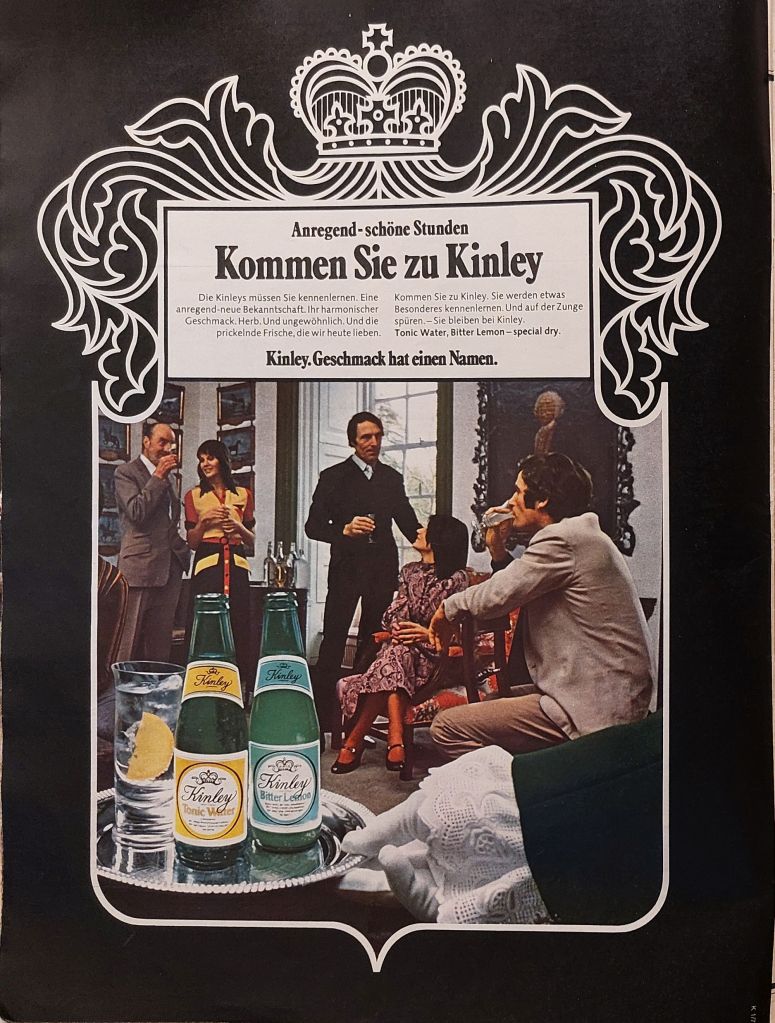 Anregend-schöne Stunden
Kommen Sie zu Kinley
Die Kinleys müssen Sie kennenlernen. Eine
anregend-neue Bekanntschaft. Ihr harmonischer
Geschmack. Herb. Und ungewöhnlich. Und die
prickelnde Frische, die wir heute lieben.
Kommen Sie zu Kinley. Sie werden etwas
Besonderes kennenlernen. Und auf der Zunge
spüren. – Sie bleiben bei Kinley.
Tonic Water, Bitter Lemon – special dry.
Kinley. Geschmack hat einen Namen.
Kinley
Kinley
Kinley
Tonic Water
Kinley
Bitter Lemon